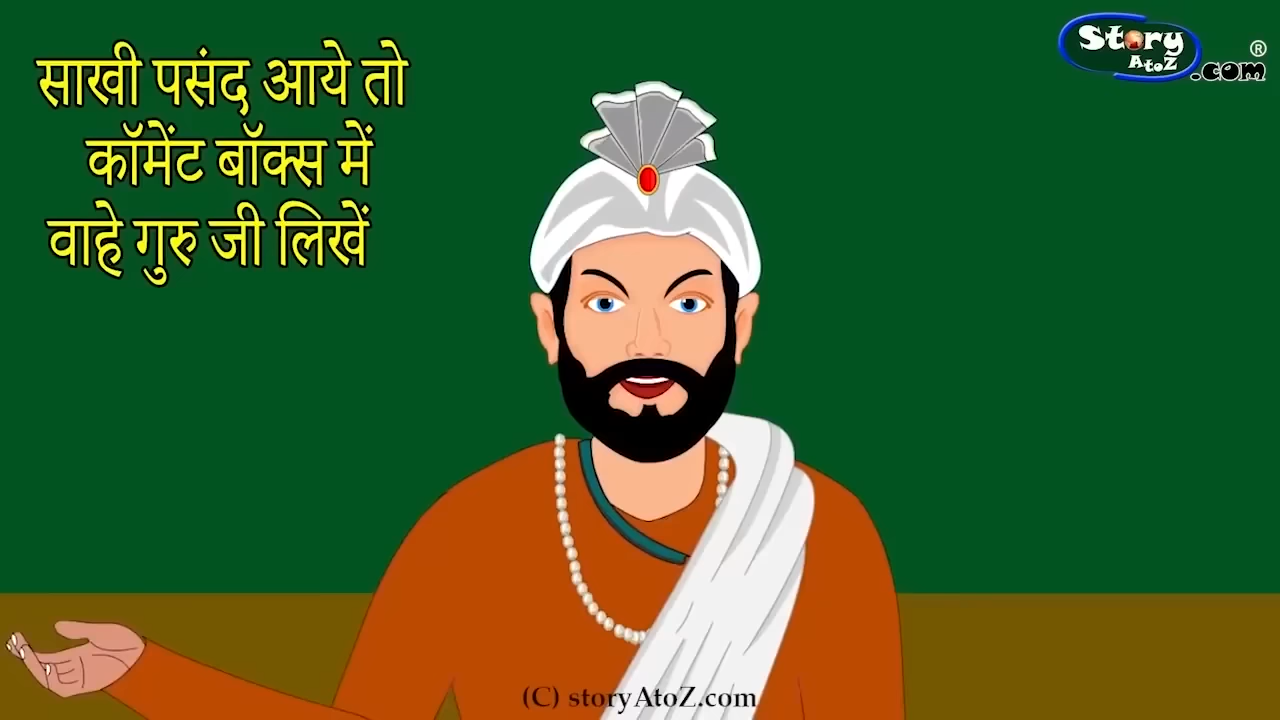 साखी पसंद आये तो
कॉमेंट बॉक्स में
वाहे गुरु जी लिखें
Story
AtoZ
.com
®
(C) storyAtoZ.com